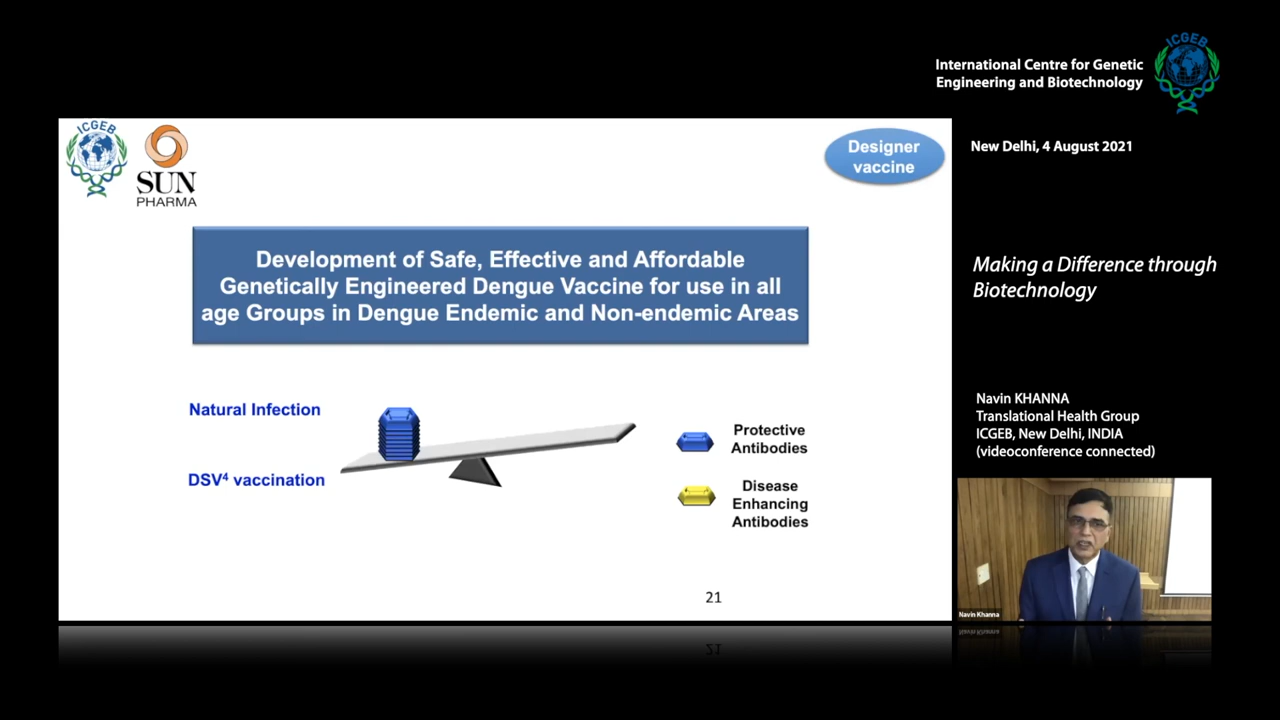 International Centre for Genetic
Engineering and Biotechnology
ICGEB
New Delhi, 4 August 2021
ICGEB
SUN
PHARMA
Designer
vaccine
Development of Safe, Effective and Affordable
Genetically Engineered Dengue Vaccine for use in all
age Groups in Dengue Endemic and Non-endemic Areas
Making a Difference through
Biotechnology
Natural Infection
DSV⁴ vaccination
Protective
Antibodies
Disease
Enhancing
Antibodies
21
Navin KHANNA
Translational Health Group
ICGEB, New Delhi, INDIA
(videoconference connected)
Navin Khanna